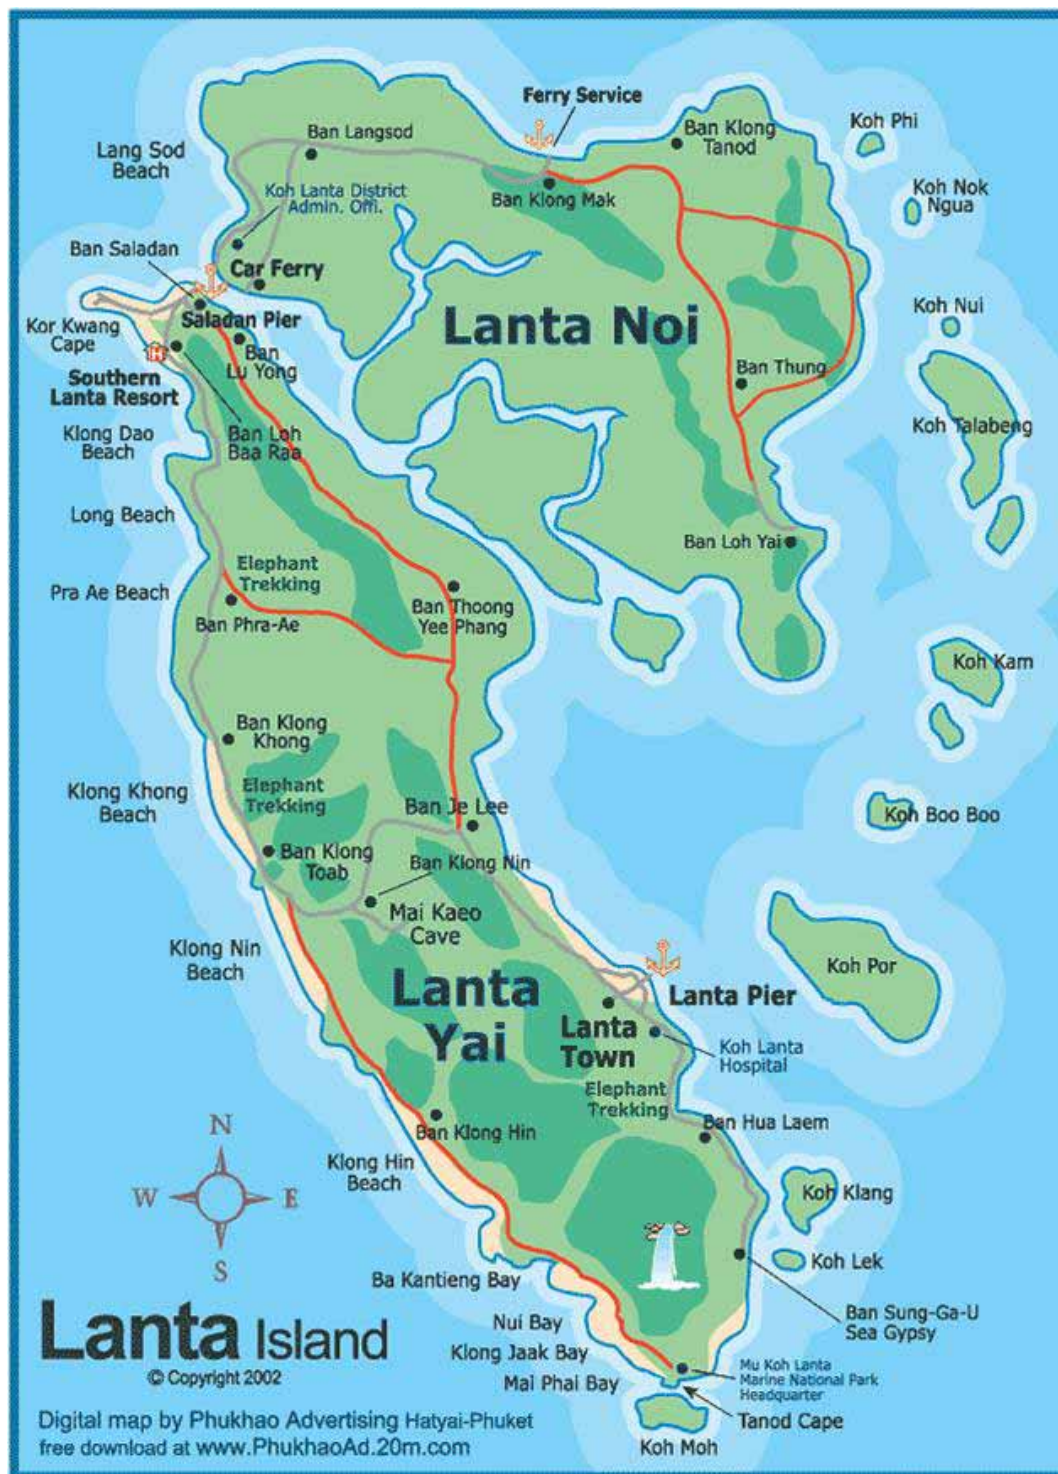 Ferry Service
Koh Phi
Ban Langsod
Ban Klong
Tanod
Lang Sod
Beach
Koh Lanta District
Admin. Offi.
Ban Klong Mak
Koh Nok
Ngua
Ban Saladan
Car Ferry
Koh Nui
Kor Kwang
Cape
Saladan Pier
Lanta Noi
Ban
Lu Yong
Ban Thung
Southern
Lanta Resort
Klong Dao
Beach
Ban Loh
Baa Raa
Koh Talabeng
Long Beach
Ban Loh Yai
Elephant
Trekking
Pra Ae Beach
Ban Phra-Ae
Ban Thoong
Yee Phang
Koh Kam
Ban Klong
Khong
Klong Khong
Beach
Elephant
Trekking
Ban Je Lee
Koh Boo Boo
Ban Klong
Toab
Ban Klong Nin
Mai Kaeo
Cave
Klong Nin
Beach
Koh Por
Lanta
Yai
Lanta Pier
Lanta
Town
Koh Lanta
Hospital
Elephant
Trekking
Ban Klong Hin
Ban Hua Laem
Klong Hin
Beach
N
W
E
S
Koh Klang
Koh Lek
Ba Kantieng Bay
Nui Bay
Ban Sung-Ga-U
Sea Gypsy
Klong Jaak Bay
Mai Phai Bay
Mu Koh Lanta
Marine National Park
Headquarter
Tanod Cape
Koh Moh
Lanta Island
© Copyright 2002
Digital map by Phukhao Advertising Hatyai-Phuket
free download at www.PhukhaoAd.20m.com